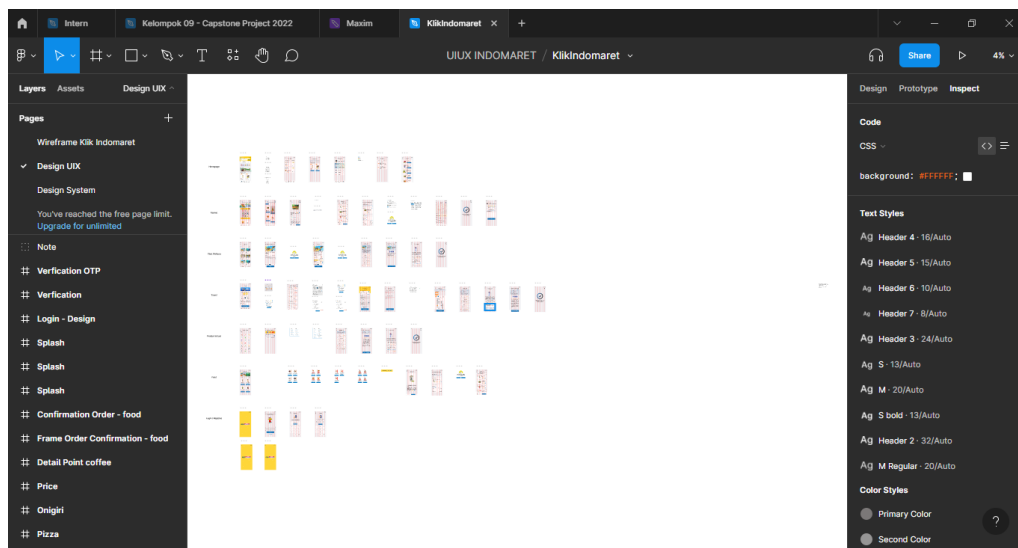 Intern
Kelompok 09 - Capstone Project 2022
Maxim
KlikIndomaret
UIUX INDOMARET / KlikIndomaret
Share
4%
Layers
Assets
Design UIX
Pages
Wireframe Klik Indomaret
Design UIX
Design System
You've reached the free page limit.
Upgrade for unlimited
Note
Verfication OTP
Verfication
Login - Design
Splash
Splash
Splash
Confirmation Order - food
Frame Order Confirmation - food
Detail Point coffee
Price
Onigiri
Pizza
Design
Prototype
Inspect
Code
CSS
background: #FFFFFF;
Text Styles
Ag Header 4 · 16/Auto
Ag Header 5 · 15/Auto
Ag Header 6 · 10/Auto
Ag Header 7 · 8/Auto
Ag Header 3 · 24/Auto
Ag S · 13/Auto
Ag M · 20/Auto
Ag S bold · 13/Auto
Ag Header 2 · 32/Auto
Ag M Regular · 20/Auto
Color Styles
Primary Color
Second Color
?